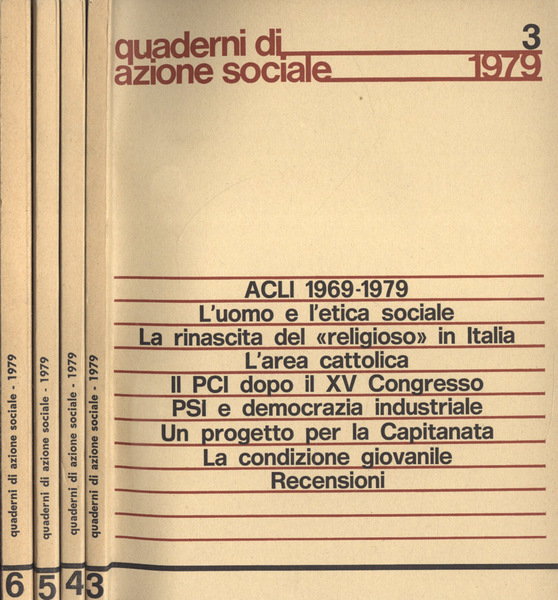 quaderni di
azione sociale
3
1979
ACLI 1969-1979
L'uomo e l'etica sociale
La rinascita del «religioso» in Italia
L'area cattolica
Il PCI dopo il XV Congresso
PSI e democrazia industriale
Un progetto per la Capitanata
La condizione giovanile
Recensioni
quaderni di azione sociale - 1979
6
quaderni di azione sociale - 1979
5
quaderni di azione sociale - 1979
4
quaderni di azione sociale - 1979
3